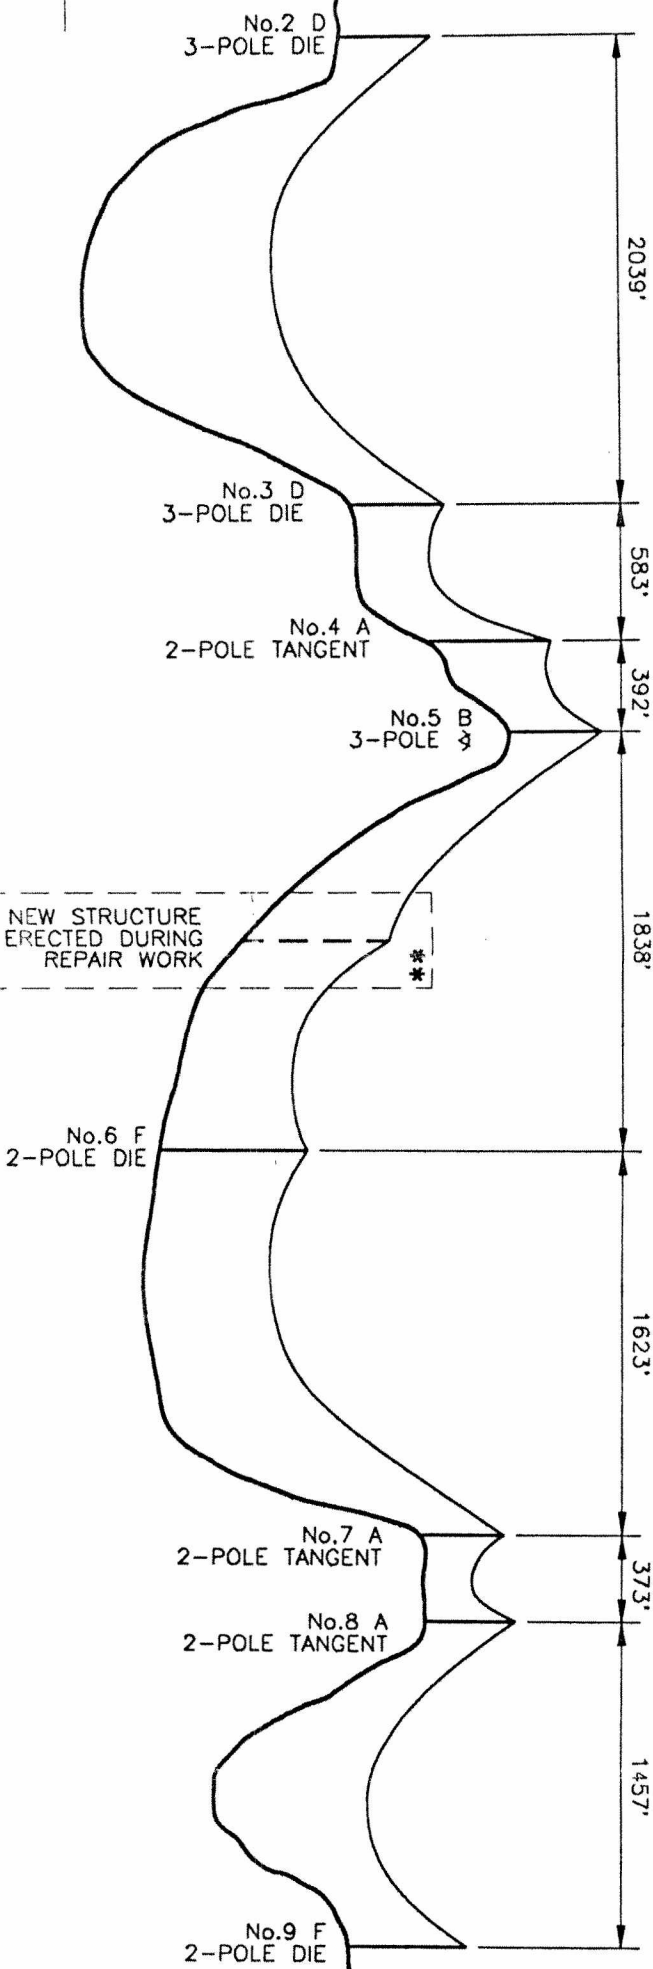 No.2 D
3-POLE DIE
2039'
No.3 D
3-POLE DIE
583'
No.4 A
2-POLE TANGENT
392'
No.5 B
3-POLE ∢
1838'
NEW STRUCTURE
ERECTED DURING
REPAIR WORK
**
No.6 F
2-POLE DIE
1623'
No.7 A
2-POLE TANGENT
373'
No.8 A
2-POLE TANGENT
1457'
No.9 F
2-POLE DIE